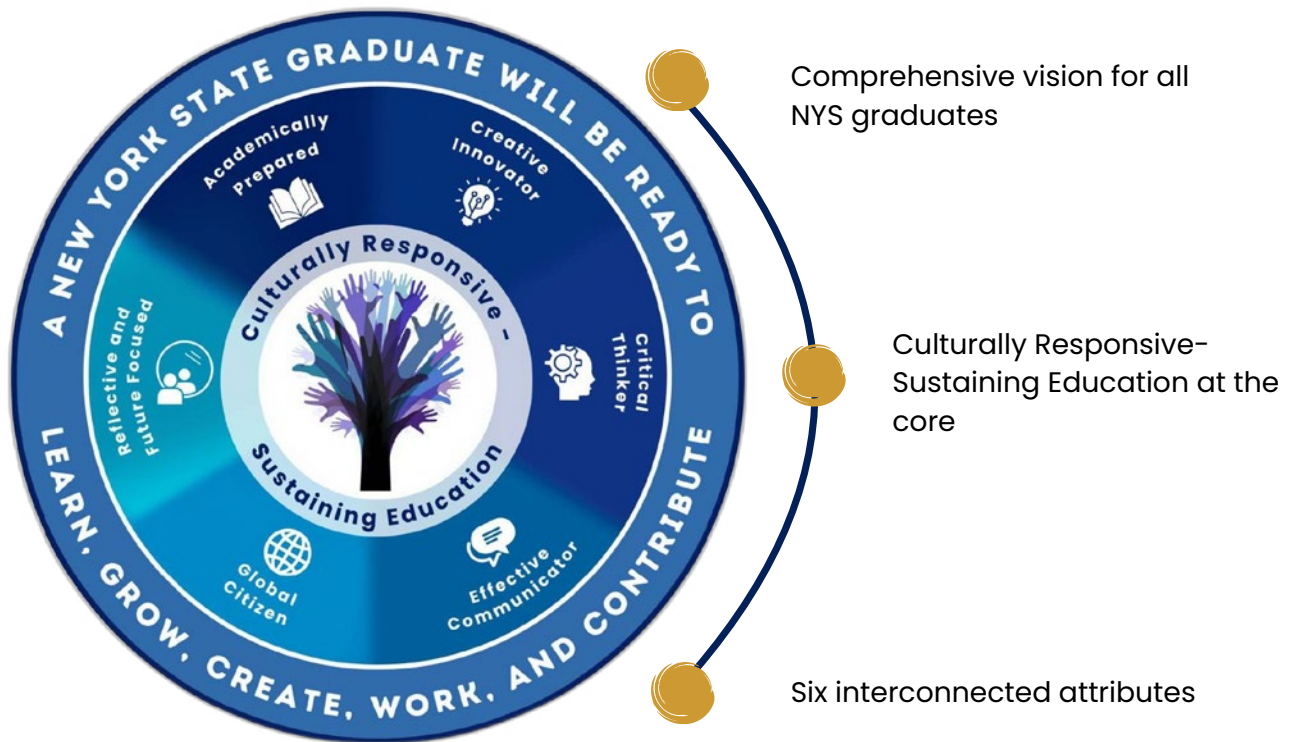 A NEW YORK STATE GRADUATE WILL BE READY TO
LEARN, GROW, CREATE, WORK, AND CONTRIBUTE
Academically
Prepared
Creative
Innovator
Critical
Thinker
Effective
Communicator
Global
Citizen
Reflective and
Future Focused
Culturally Responsive -
Sustaining Education
Comprehensive vision for all
NYS graduates
Culturally Responsive-
Sustaining Education at the
core
Six interconnected attributes